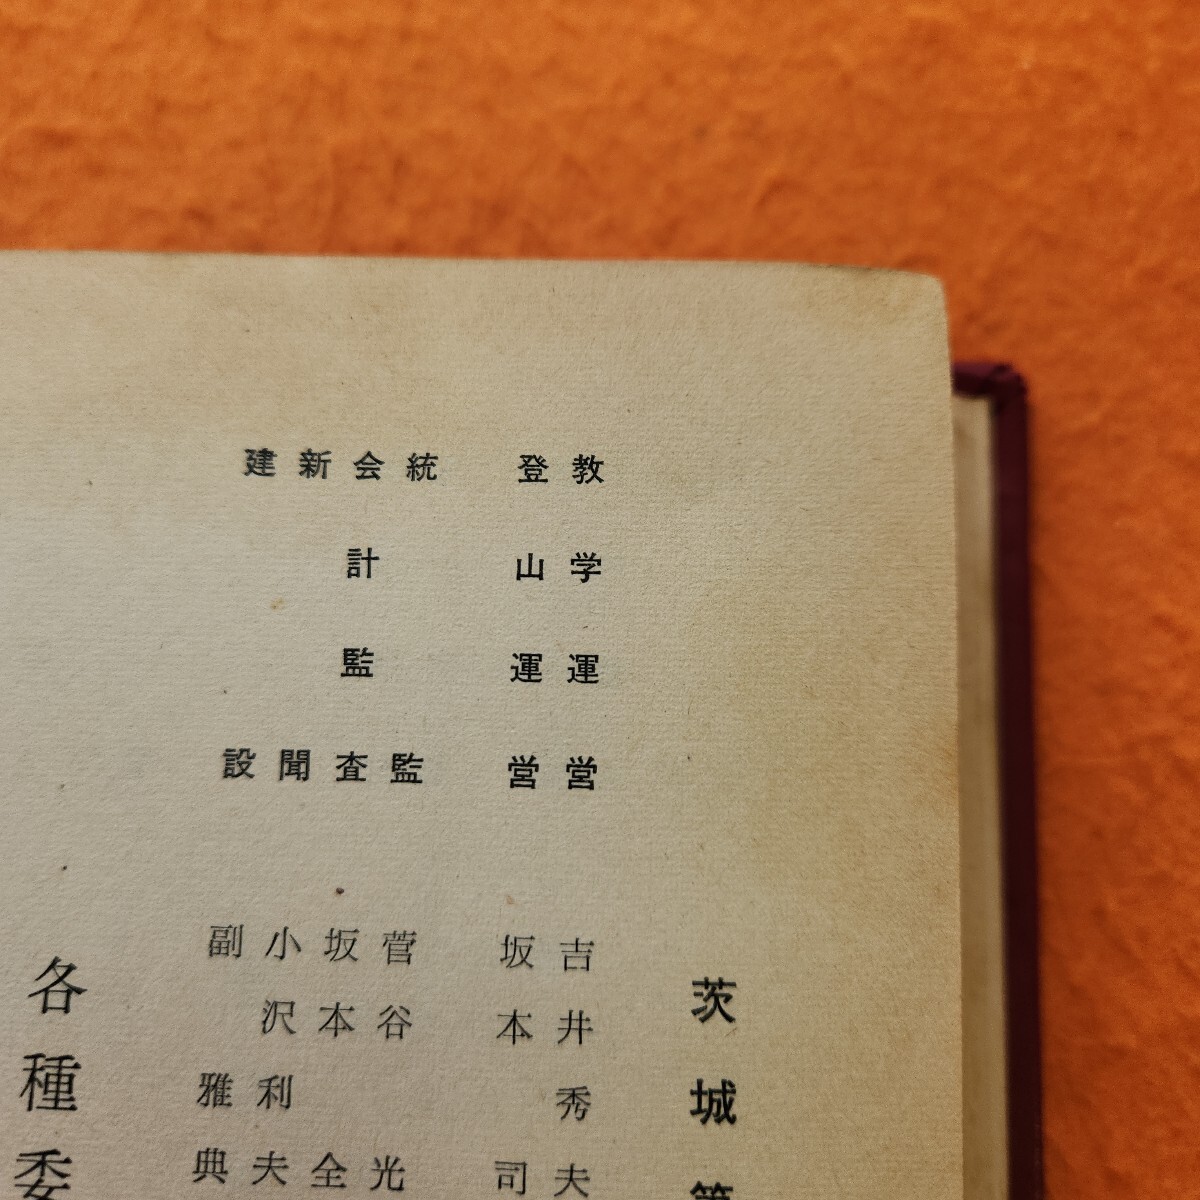 茨城
教学運営 吉井秀夫
登山運営 坂本司
統監 菅谷光
会計監査 坂本全
新聞 小沢利夫
建設 副雅典
各種委